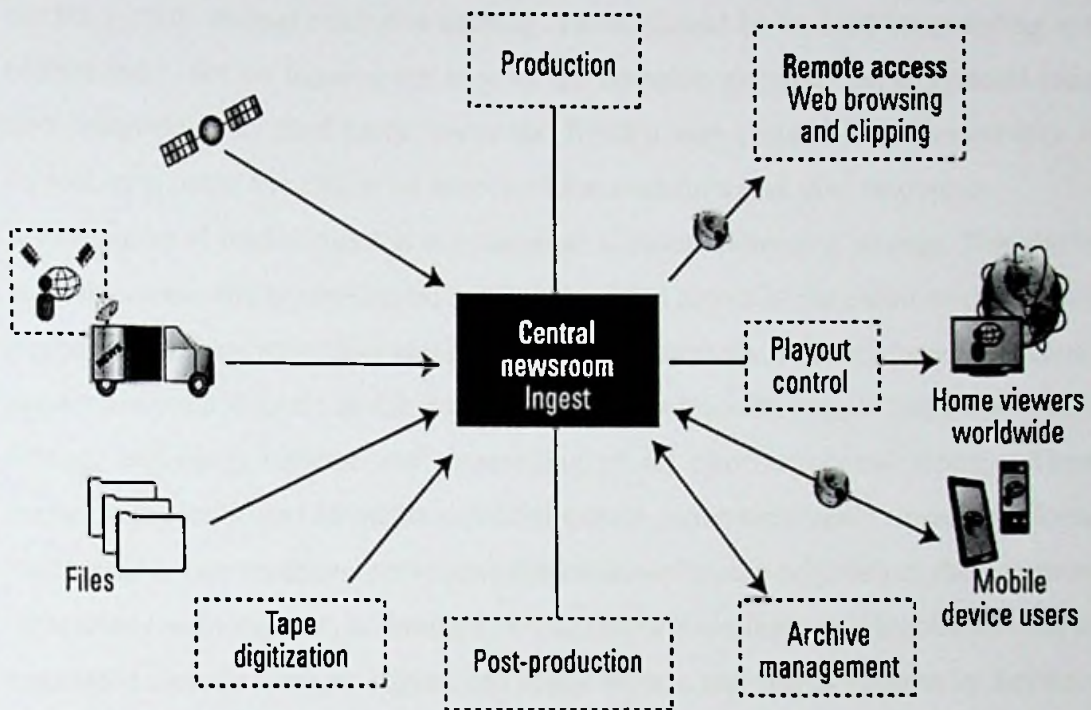 Production
Remote access
Web browsing
and clipping
Central
newsroom
Ingest
Playout
control
Home viewers
worldwide
Files
Tape
digitization
Post-production
Archive
management
Mobile
device users